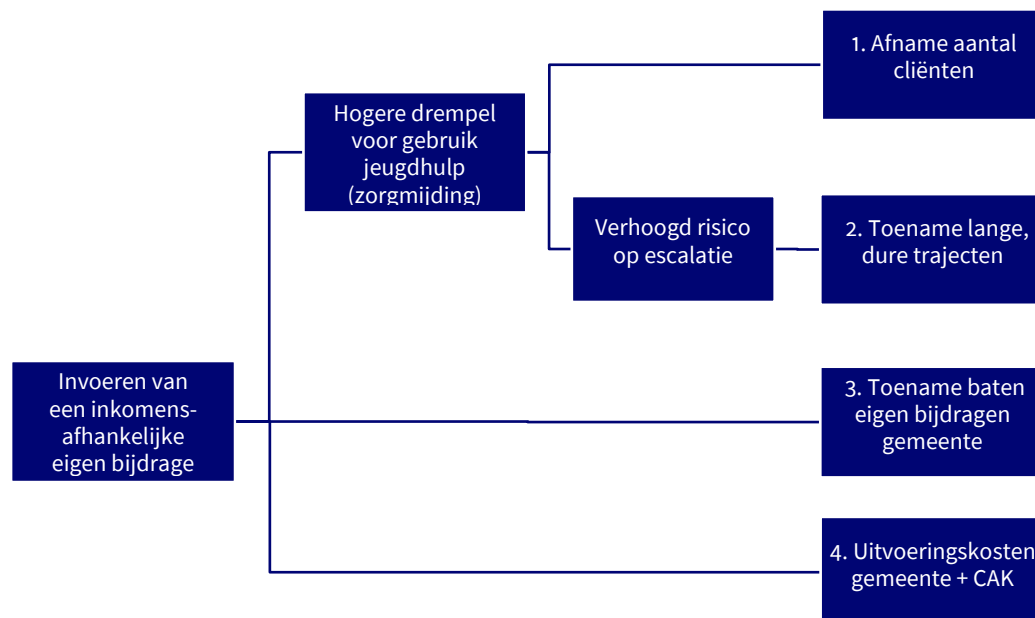 1. Afname aantal
cliënten
Hogere drempel
voor gebruik
jeugdhulp
(zorgmijding)
Verhoogd risico
op escalatie
2. Toename lange,
dure trajecten
Invoeren van
een inkomens-
afhankelijke
eigen bijdrage
3. Toename baten
eigen bijdragen
gemeente
4. Uitvoeringskosten
gemeente + CAK